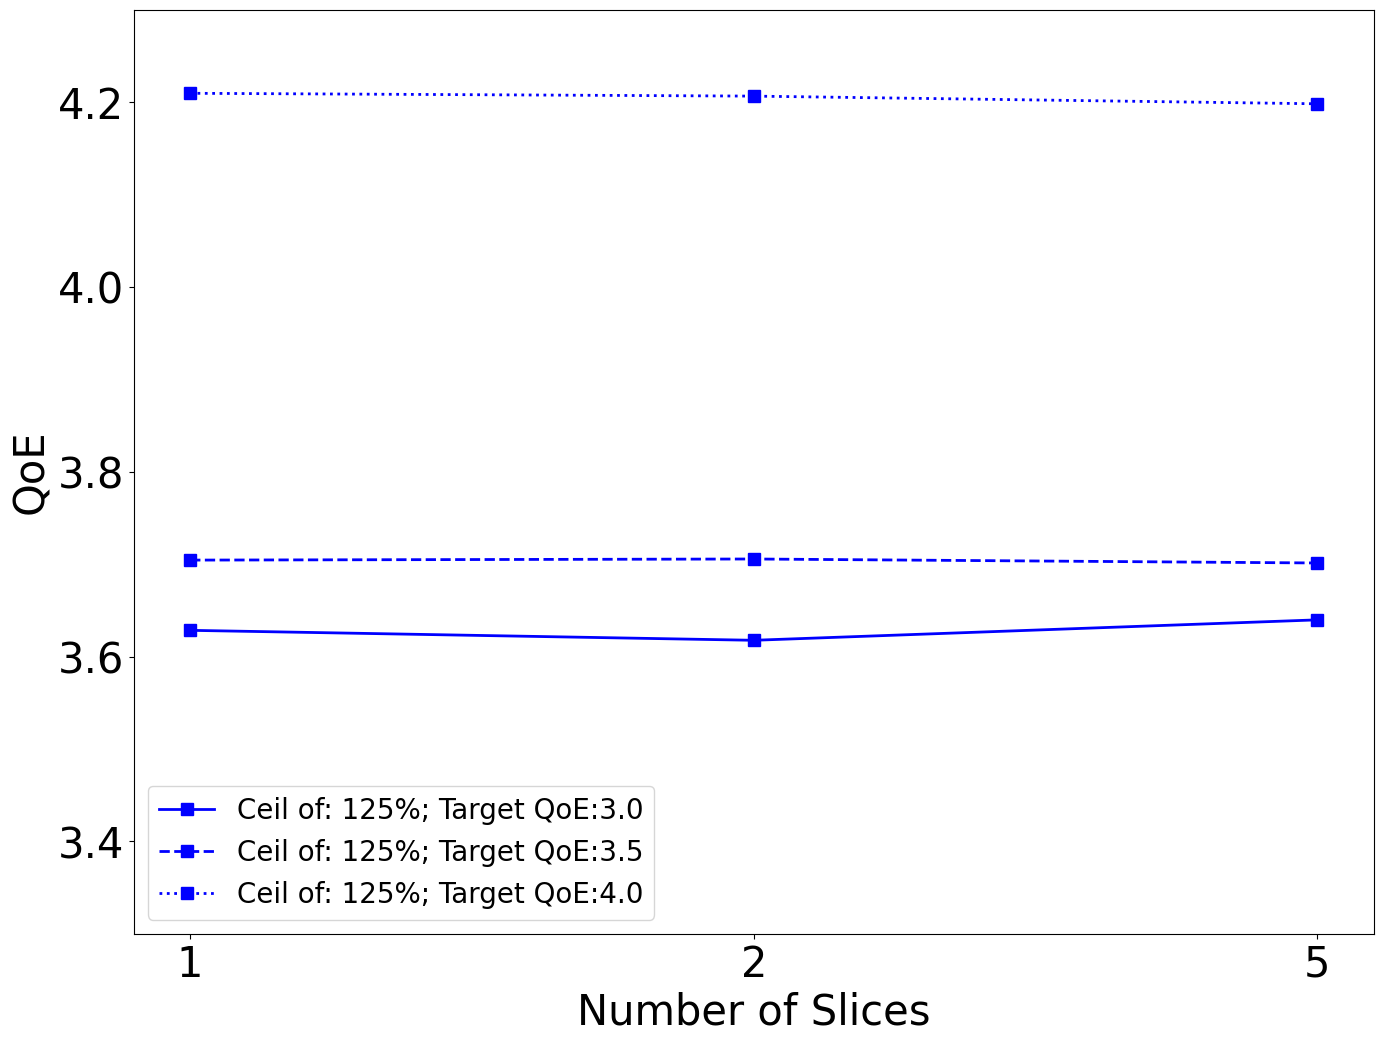 4.2
4.0
3.8
3.6
3.4
QoE
Ceil of: 125%; Target QoE:3.0
Ceil of: 125%; Target QoE:3.5
Ceil of: 125%; Target QoE:4.0
1 2 5
Number of Slices